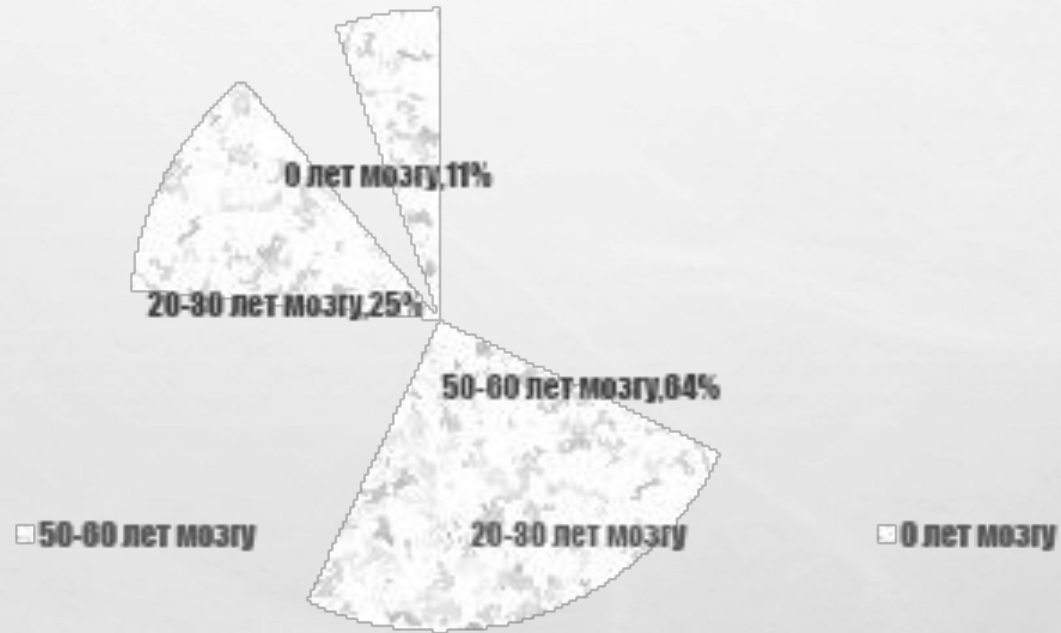 0 лет мозгу,11%
20-30 лет мозгу,25%
50-60 лет мозгу,64%
50-60 лет мозгу
20-30 лет мозгу
0 лет мозгу